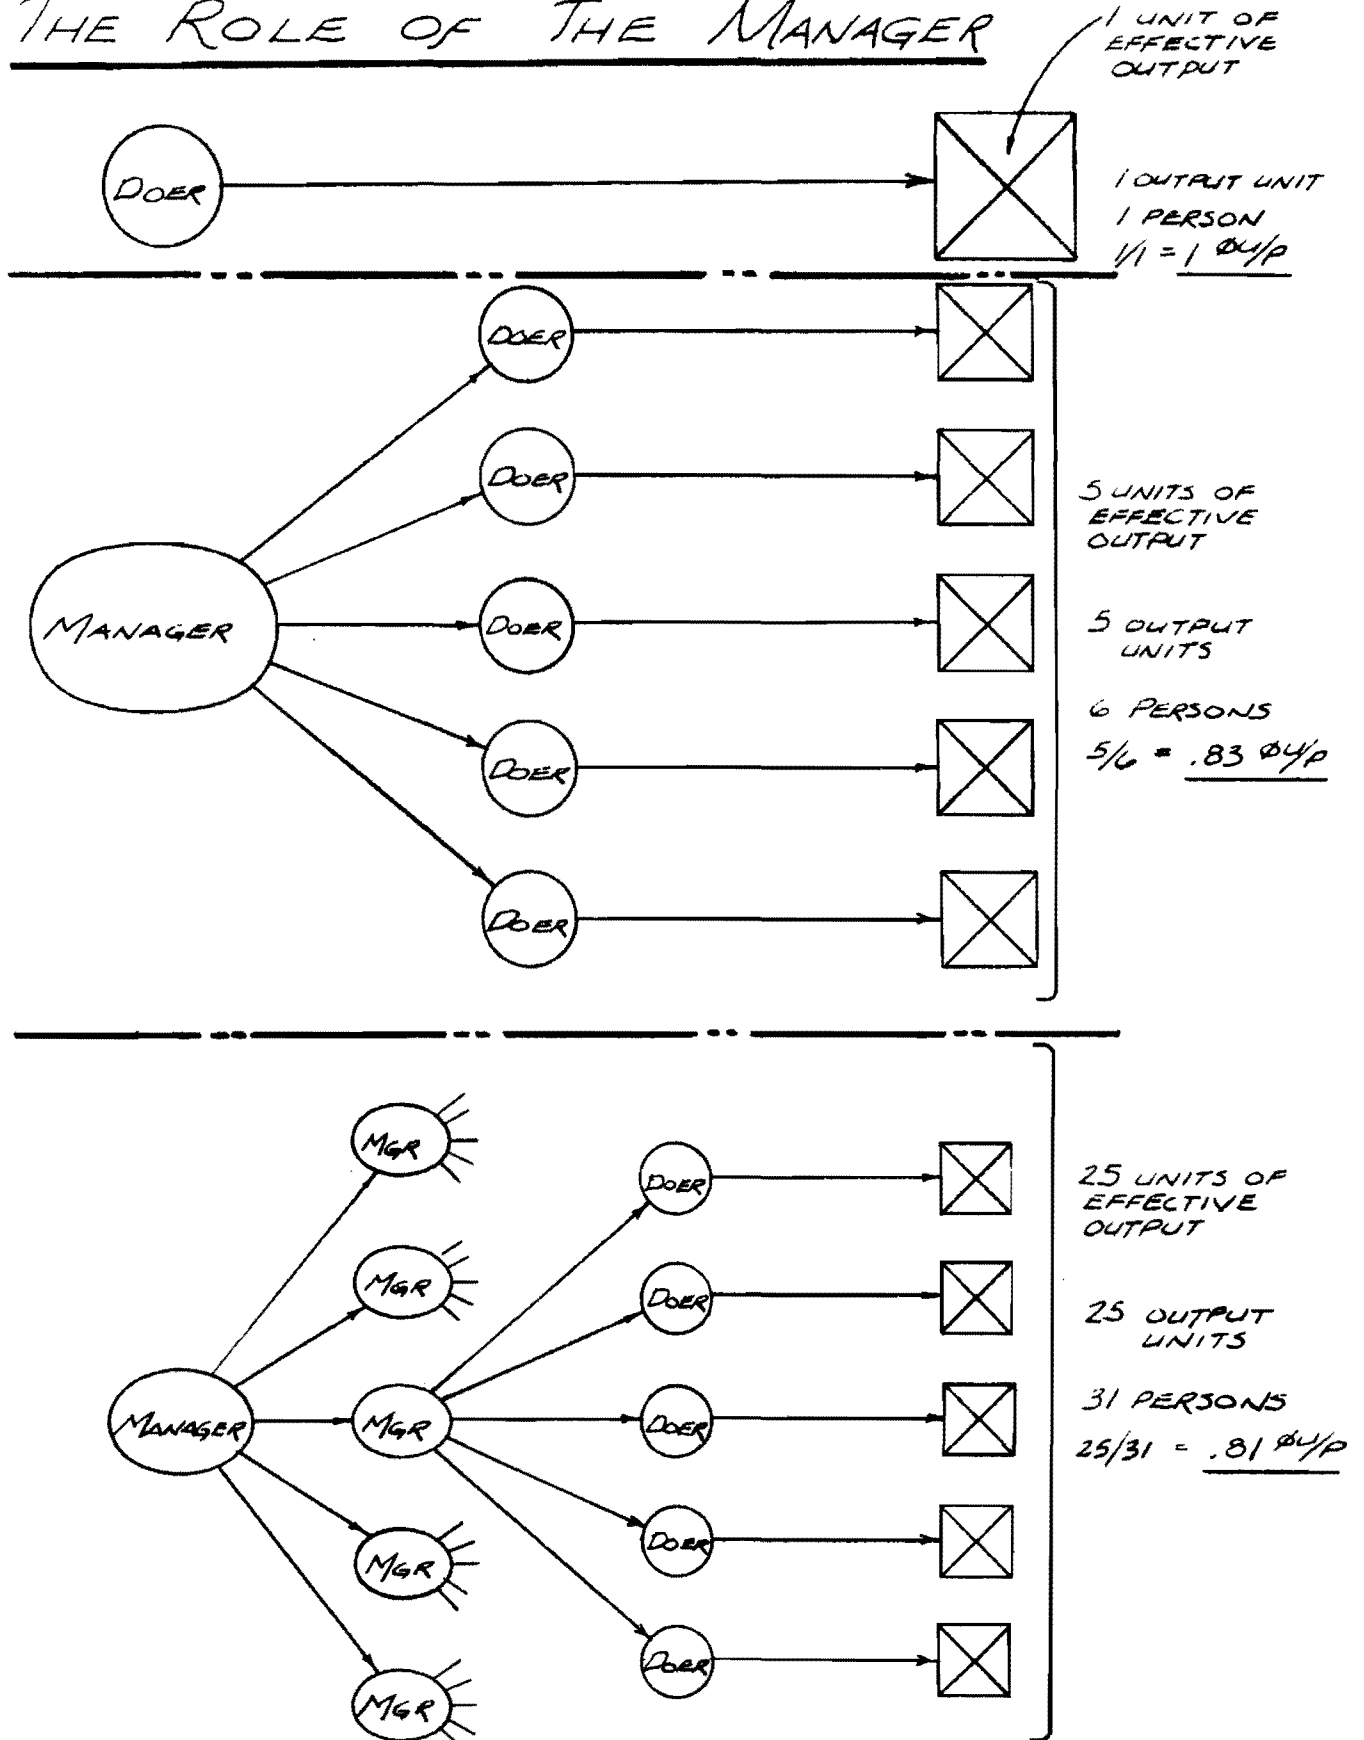 THE ROLE OF THE MANAGER
1 UNIT OF
EFFECTIVE
OUTPUT
DOER
1 OUTPUT UNIT
1 PERSON
1/1 = 1 ØU/P
DOER
DOER
5 UNITS OF
EFFECTIVE
OUTPUT
MANAGER
DOER
5 OUTPUT
UNITS
6 PERSONS
5/6 = .83 ØU/P
DOER
DOER
MGR
DOER
25 UNITS OF
EFFECTIVE
OUTPUT
MGR
DOER
25 OUTPUT
UNITS
MANAGER
MGR
DOER
31 PERSONS
25/31 = .81 ØU/P
MGR
DOER
DOER
MGR